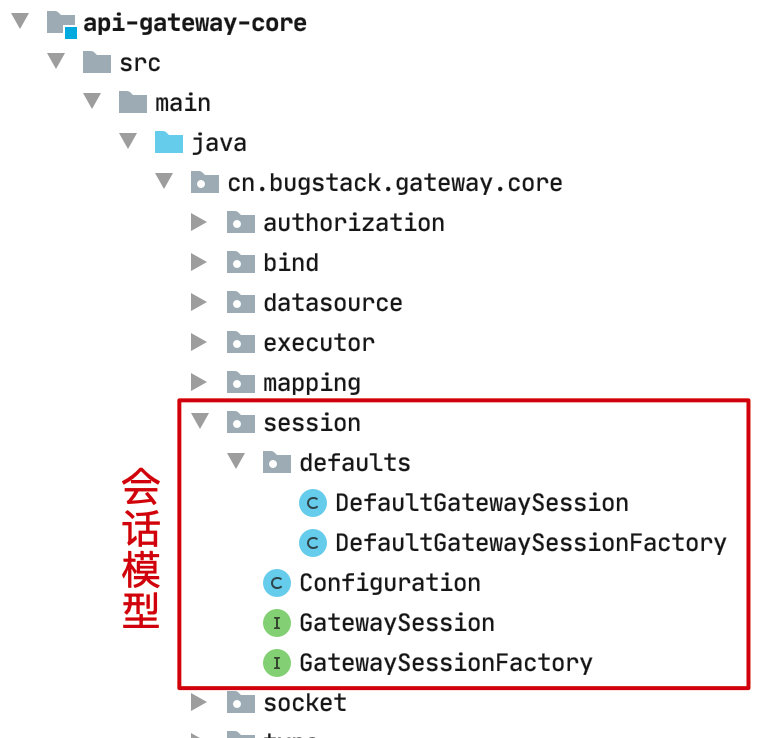 api-gateway-core
src
main
java
cn.bugstack.gateway.core
authorization
bind
datasource
executor
mapping
session
defaults
C DefaultGatewaySession
C DefaultGatewaySessionFactory
C Configuration
I GatewaySession
I GatewaySessionFactory
socket
会话模型